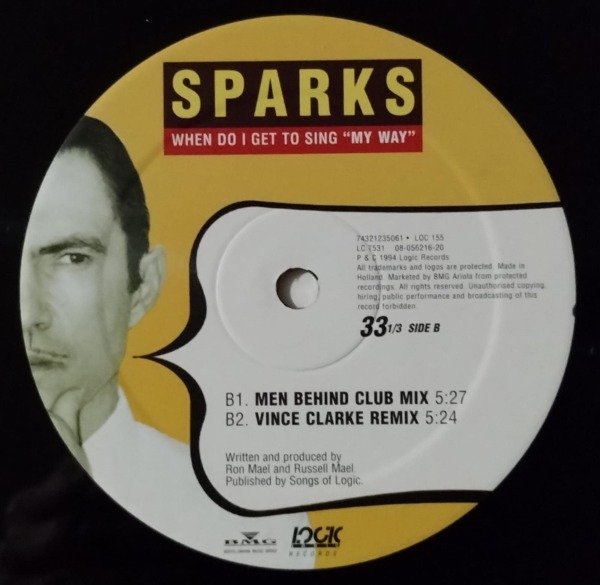 SPARKS
WHEN DO I GET TO SING "MY WAY"
74321235061 • LOC 155
LC 7531 08-056216-20
P & C 1994 Logic Records
All trademarks and logos are protected. Made in
Holland. Marketed by BMG Ariola from protected
recordings. All rights reserved. Unauthorised copying,
hiring, public performance and broadcasting of this
record forbidden.
33 1/3 SIDE B
B1. MEN BEHIND CLUB MIX 5:27
B2. VINCE CLARKE REMIX 5:24
Written and produced by
Ron Mael and Russell Mael.
Published by Songs of Logic.
BMG
LOGIC
RECORDS